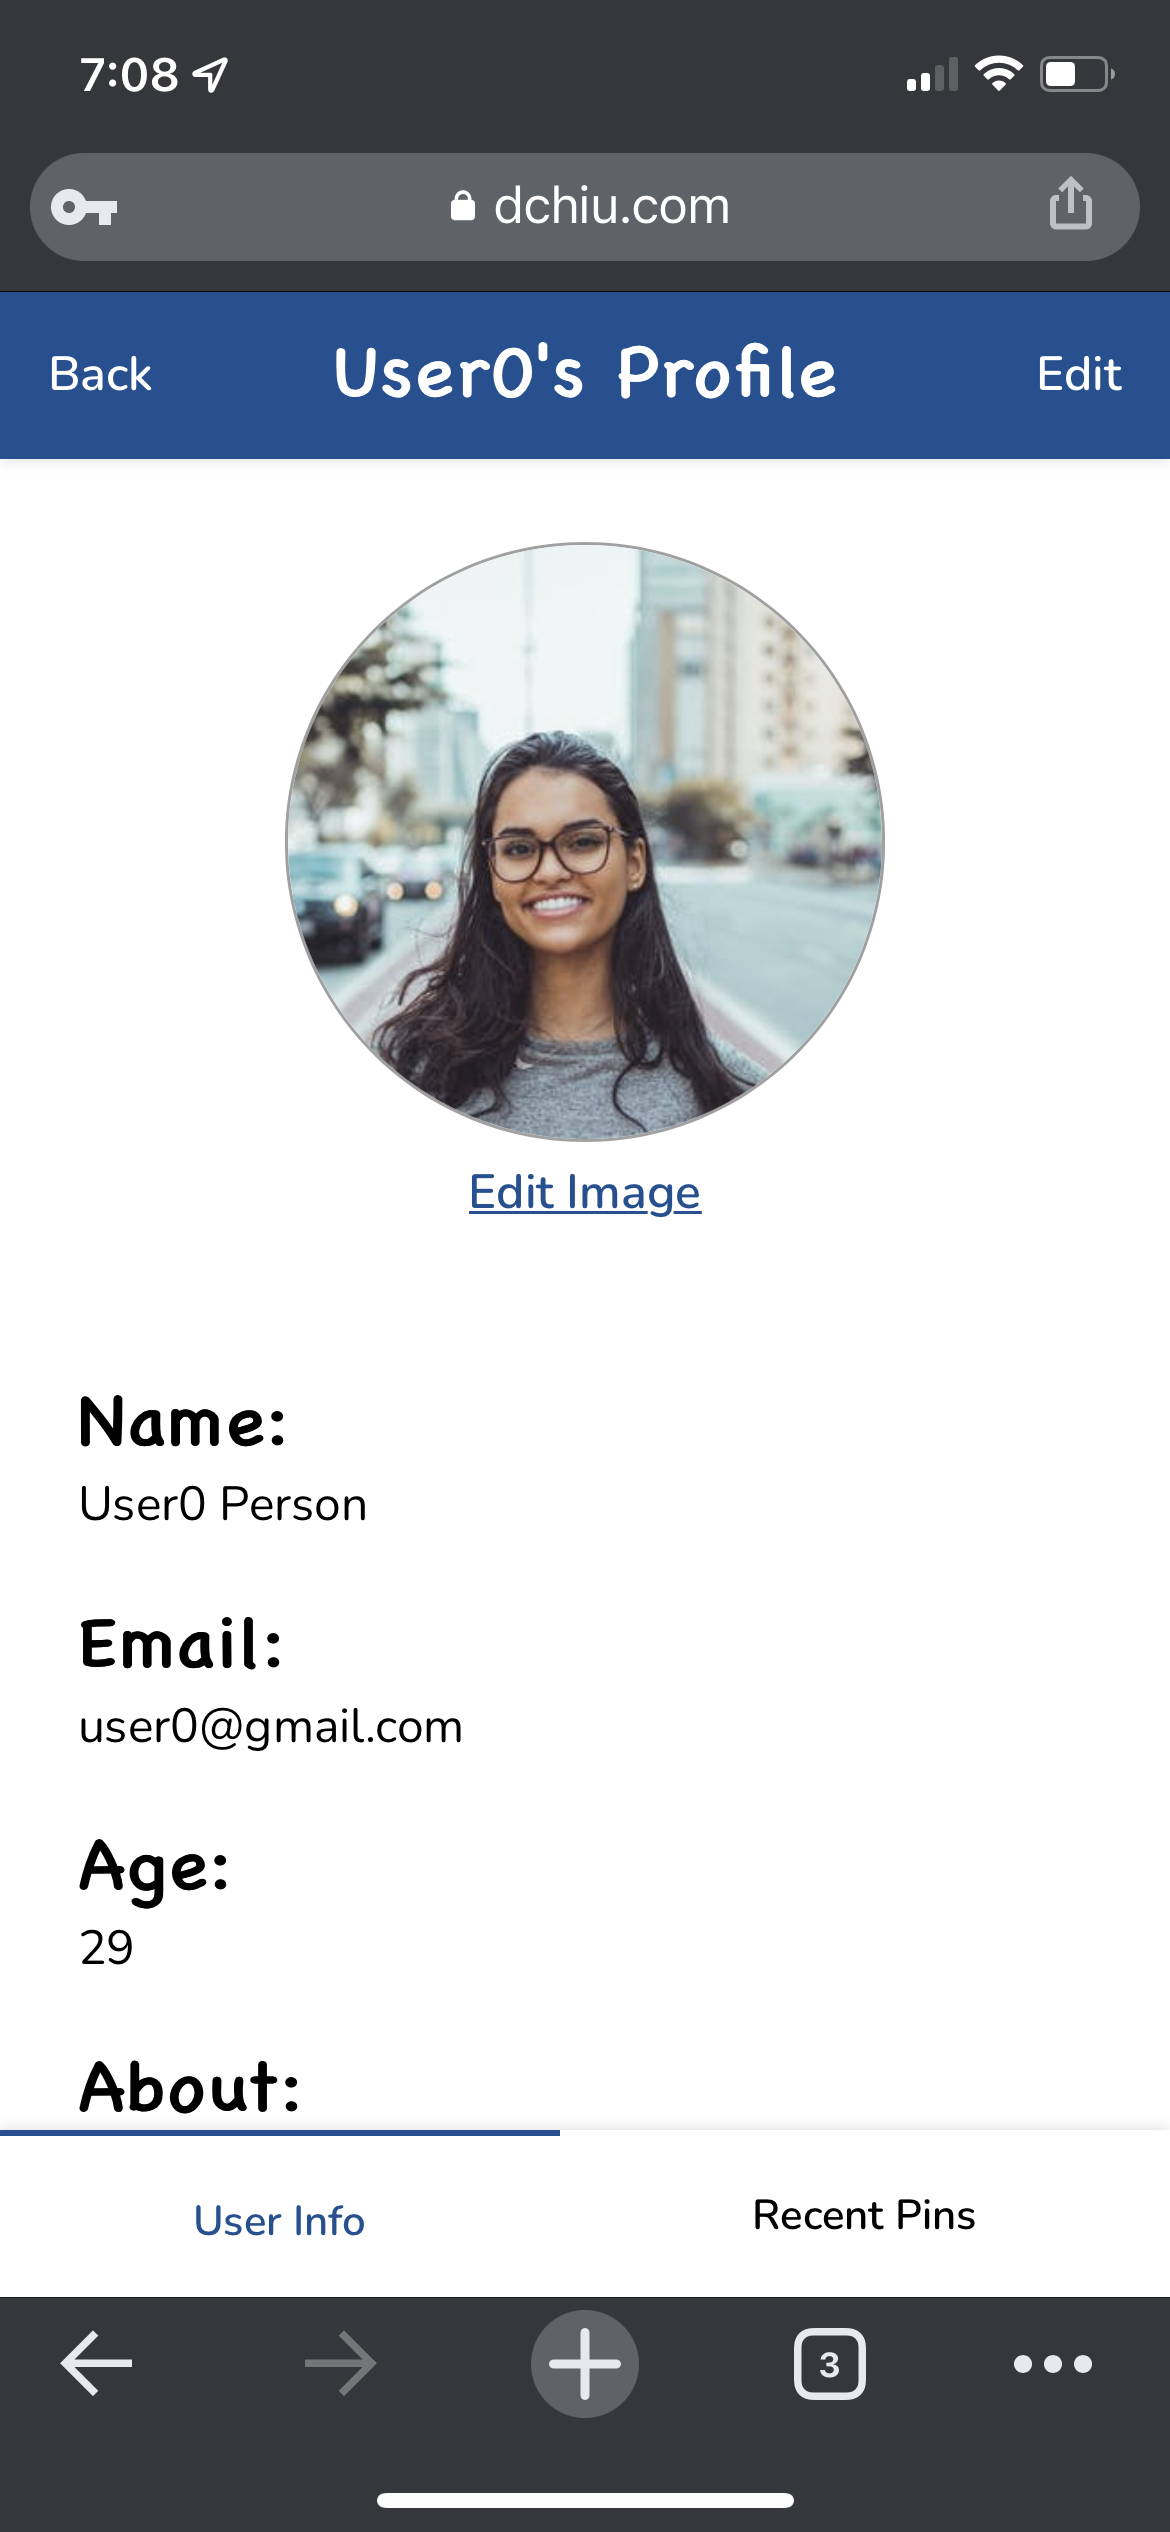 7:08
dchiu.com
Back User0's Profile Edit
Edit Image
Name:
User0 Person
Email:
user0@gmail.com
Age:
29
About:
User Info Recent Pins
3